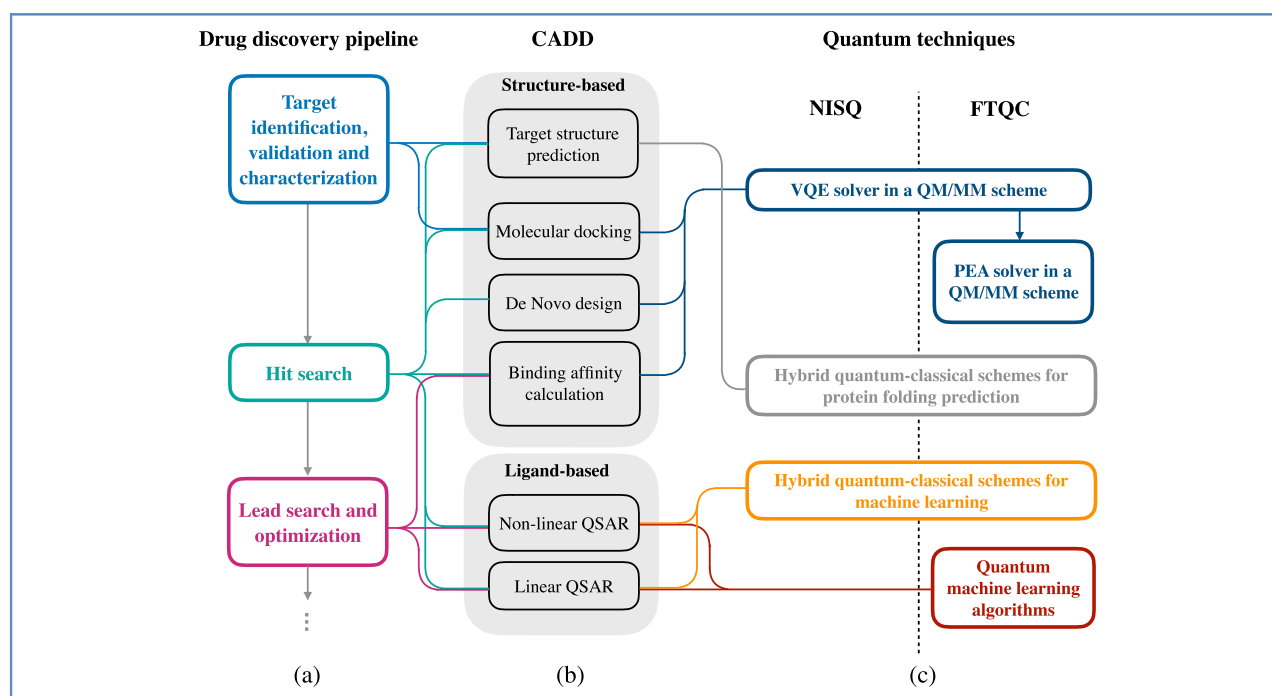 Drug discovery pipeline
CADD
Quantum techniques
Target
identification,
validation and
characterization
Hit search
Lead search and
optimization
...
Structure-based
Target structure
prediction
Molecular docking
De Novo design
Binding affinity
calculation
Ligand-based
Non-linear QSAR
Linear QSAR
NISQ
FTQC
VQE solver in a QM/MM scheme
PEA solver in a
QM/MM scheme
Hybrid quantum-classical schemes for
protein folding prediction
Hybrid quantum-classical schemes for
machine learning
Quantum
machine learning
algorithms
(a)
(b)
(c)